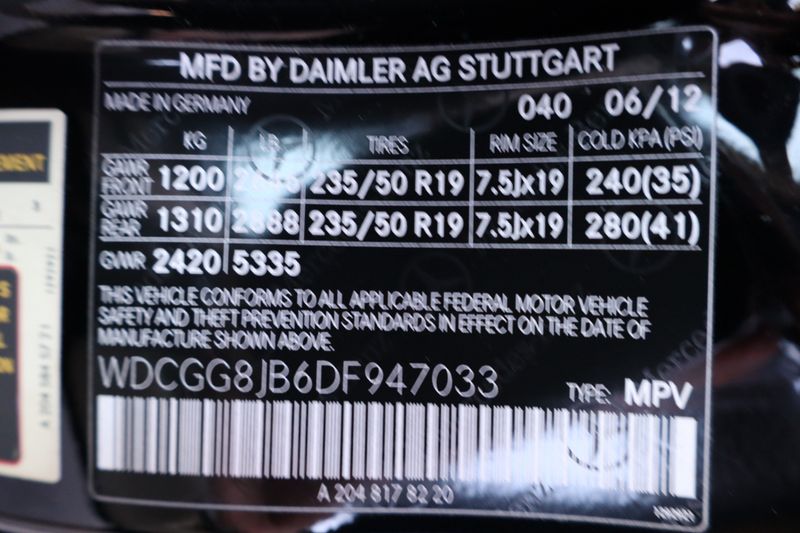 MFD BY DAIMLER AG STUTTGART
MADE IN GERMANY 040 06/12
KG LB TIRES RIM SIZE COLD KPA (PSI)
GAWR FRONT 1200 235/50 R19 7.5Jx19 240(35)
GAWR REAR 1310 2888 235/50 R19 7.5Jx19 280(41)
GVWR 2420 5335
THIS VEHICLE CONFORMS TO ALL APPLICABLE FEDERAL MOTOR VEHICLE
SAFETY AND THEFT PREVENTION STANDARDS IN EFFECT ON THE DATE OF
MANUFACTURE SHOWN ABOVE.
WDCGG8JB6DF947033 TYPE: MPV
A 204 817 82 20